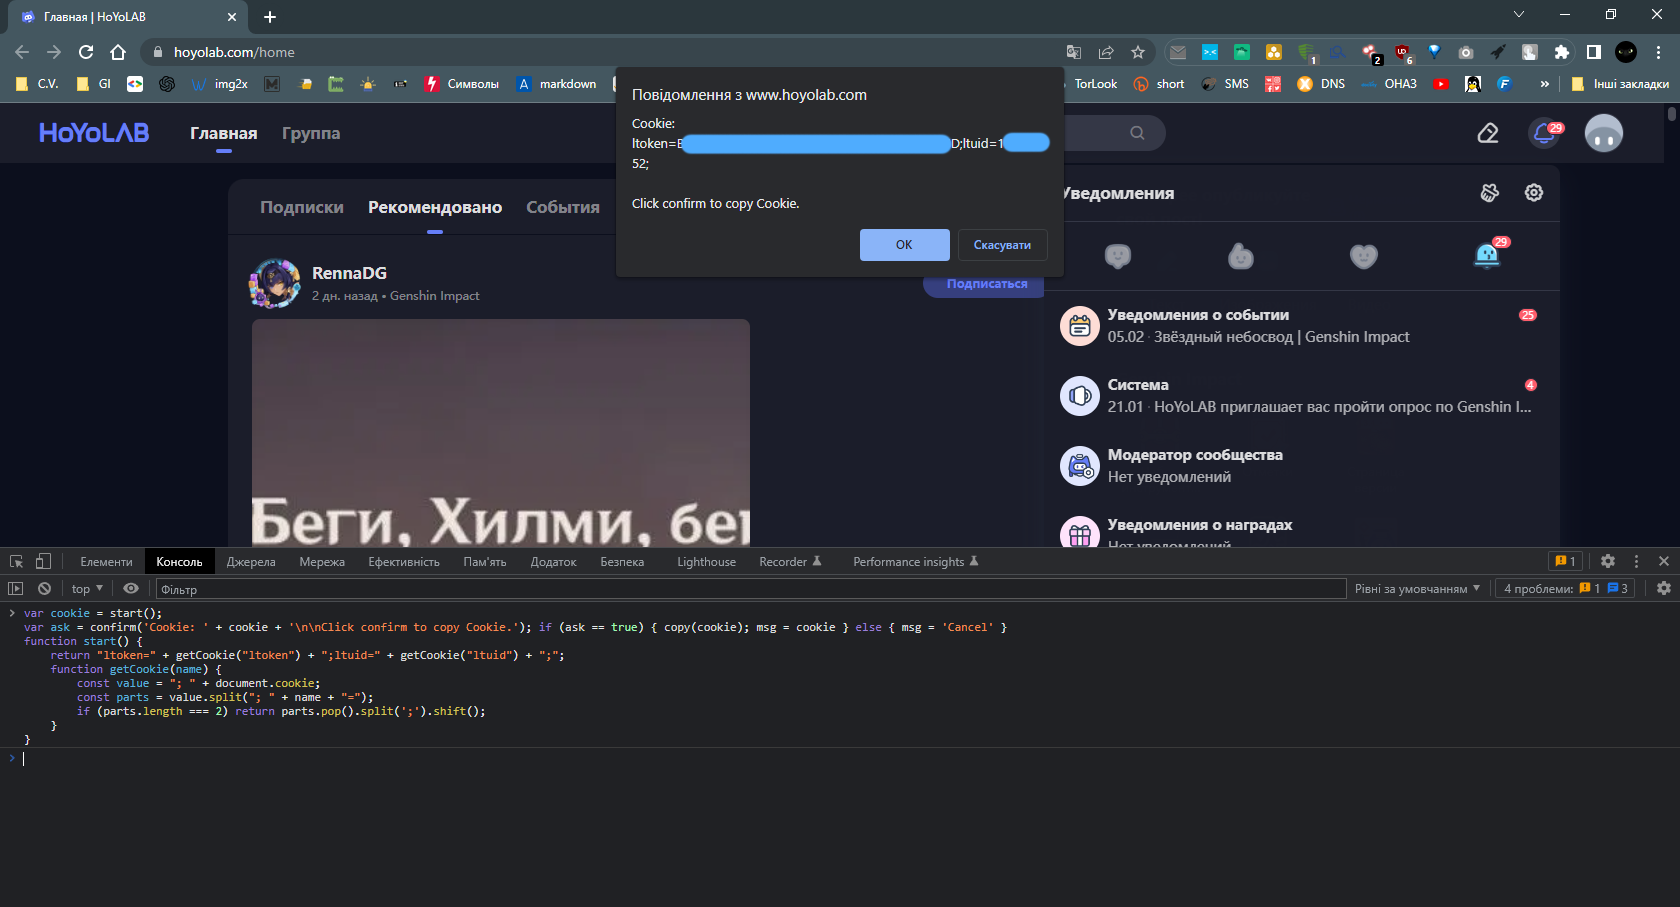 Главная | HoYoLAB
hoyolab.com/home
1
2
6
C.V.
GI
img2x
Символы
markdown
TorLook
short
SMS
DNS
ОНАЗ
»
Інші закладки
Повідомлення з www.hoyolab.com
Cookie:
ltoken=E
D;ltuid=1
52;
Click confirm to copy Cookie.
OK
Скасувати
HoYoLAB
Главная
Группа
29
Подписки
Рекомендовано
События
RennaDG
2 дн. назад • Genshin Impact
Подписаться
Беги, Хилми, бе
Уведомления
29
Уведомления о событии
25
05.02 · Звёздный небосвод | Genshin Impact
Система
4
21.01 · HoYoLAB приглашает вас пройти опрос по Genshin I...
Модератор сообщества
Нет уведомлений
Уведомления о наградах
Нет уведомлений
Елементи
Консоль
Джерела
Мережа
Ефективність
Пам'ять
Додаток
Безпека
Lighthouse
Recorder
Performance insights
1
top
Фільтр
Рівні за умовчанням
4 проблеми:
1
3
var cookie = start();
var ask = confirm('Cookie: ' + cookie + '\n\nClick confirm to copy Cookie.'); if (ask == true) { copy(cookie); msg = cookie } else { msg = 'Cancel' }
function start() {
return "ltoken=" + getCookie("ltoken") + ";ltuid=" + getCookie("ltuid") + ";";
function getCookie(name) {
const value = "; " + document.cookie;
const parts = value.split("; " + name + "=");
if (parts.length === 2) return parts.pop().split(';').shift();
}
}